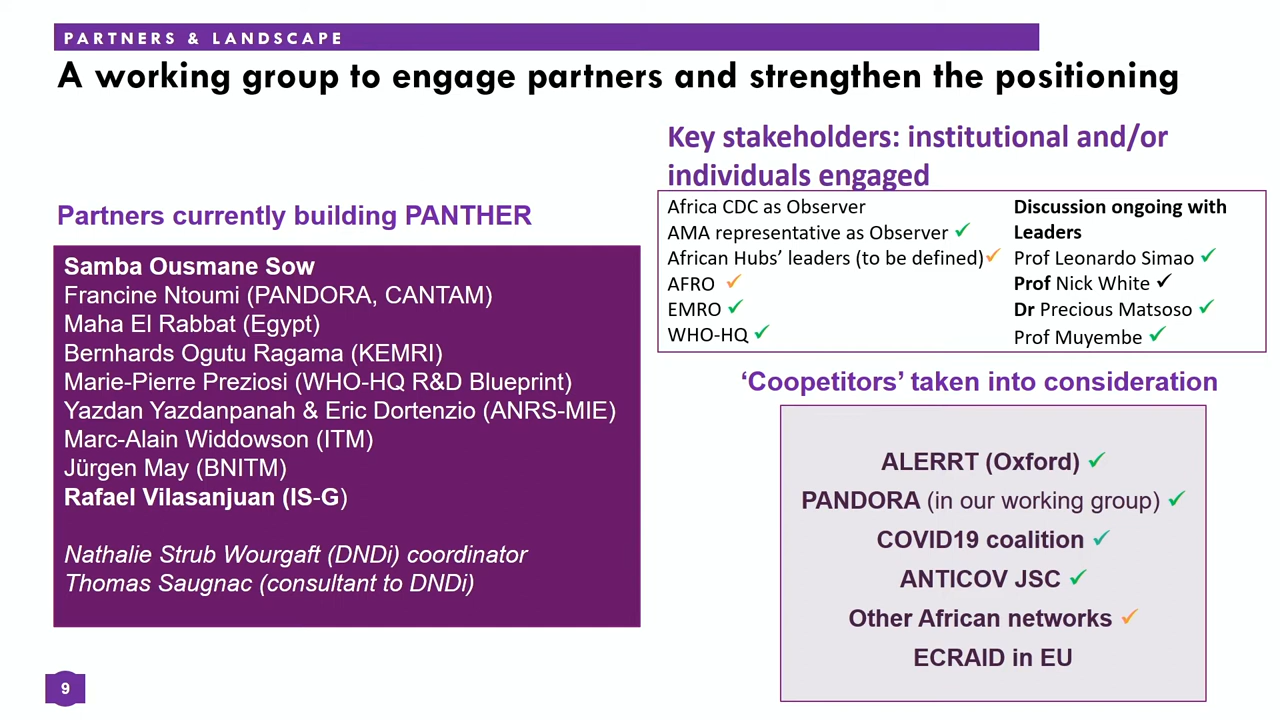 PARTNERS & LANDSCAPE
A working group to engage partners and strengthen the positioning
Partners currently building PANTHER
Samba Ousmane Sow
Francine Ntoumi (PANDORA, CANTAM)
Maha El Rabbat (Egypt)
Bernhards Ogutu Ragama (KEMRI)
Marie-Pierre Preziosi (WHO-HQ R&D Blueprint)
Yazdan Yazdanpanah & Eric Dortenzio (ANRS-MIE)
Marc-Alain Widdowson (ITM)
Jürgen May (BNITM)
Rafael Vilasanjuan (IS-G)
Nathalie Strub Wourgaft (DNDi) coordinator
Thomas Saugnac (consultant to DNDi)
Key stakeholders: institutional and/or
individuals engaged
Africa CDC as Observer
AMA representative as Observer ✓
African Hubs’ leaders (to be defined) ✓
AFRO ✓
EMRO ✓
WHO-HQ ✓
Discussion ongoing with
Leaders
Prof Leonardo Simao ✓
Prof Nick White ✓
Dr Precious Matsoso ✓
Prof Muyembe ✓
‘Coopetitors’ taken into consideration
ALERRT (Oxford) ✓
PANDORA (in our working group) ✓
COVID19 coalition ✓
ANTICOV JSC ✓
Other African networks ✓
ECRAID in EU
9